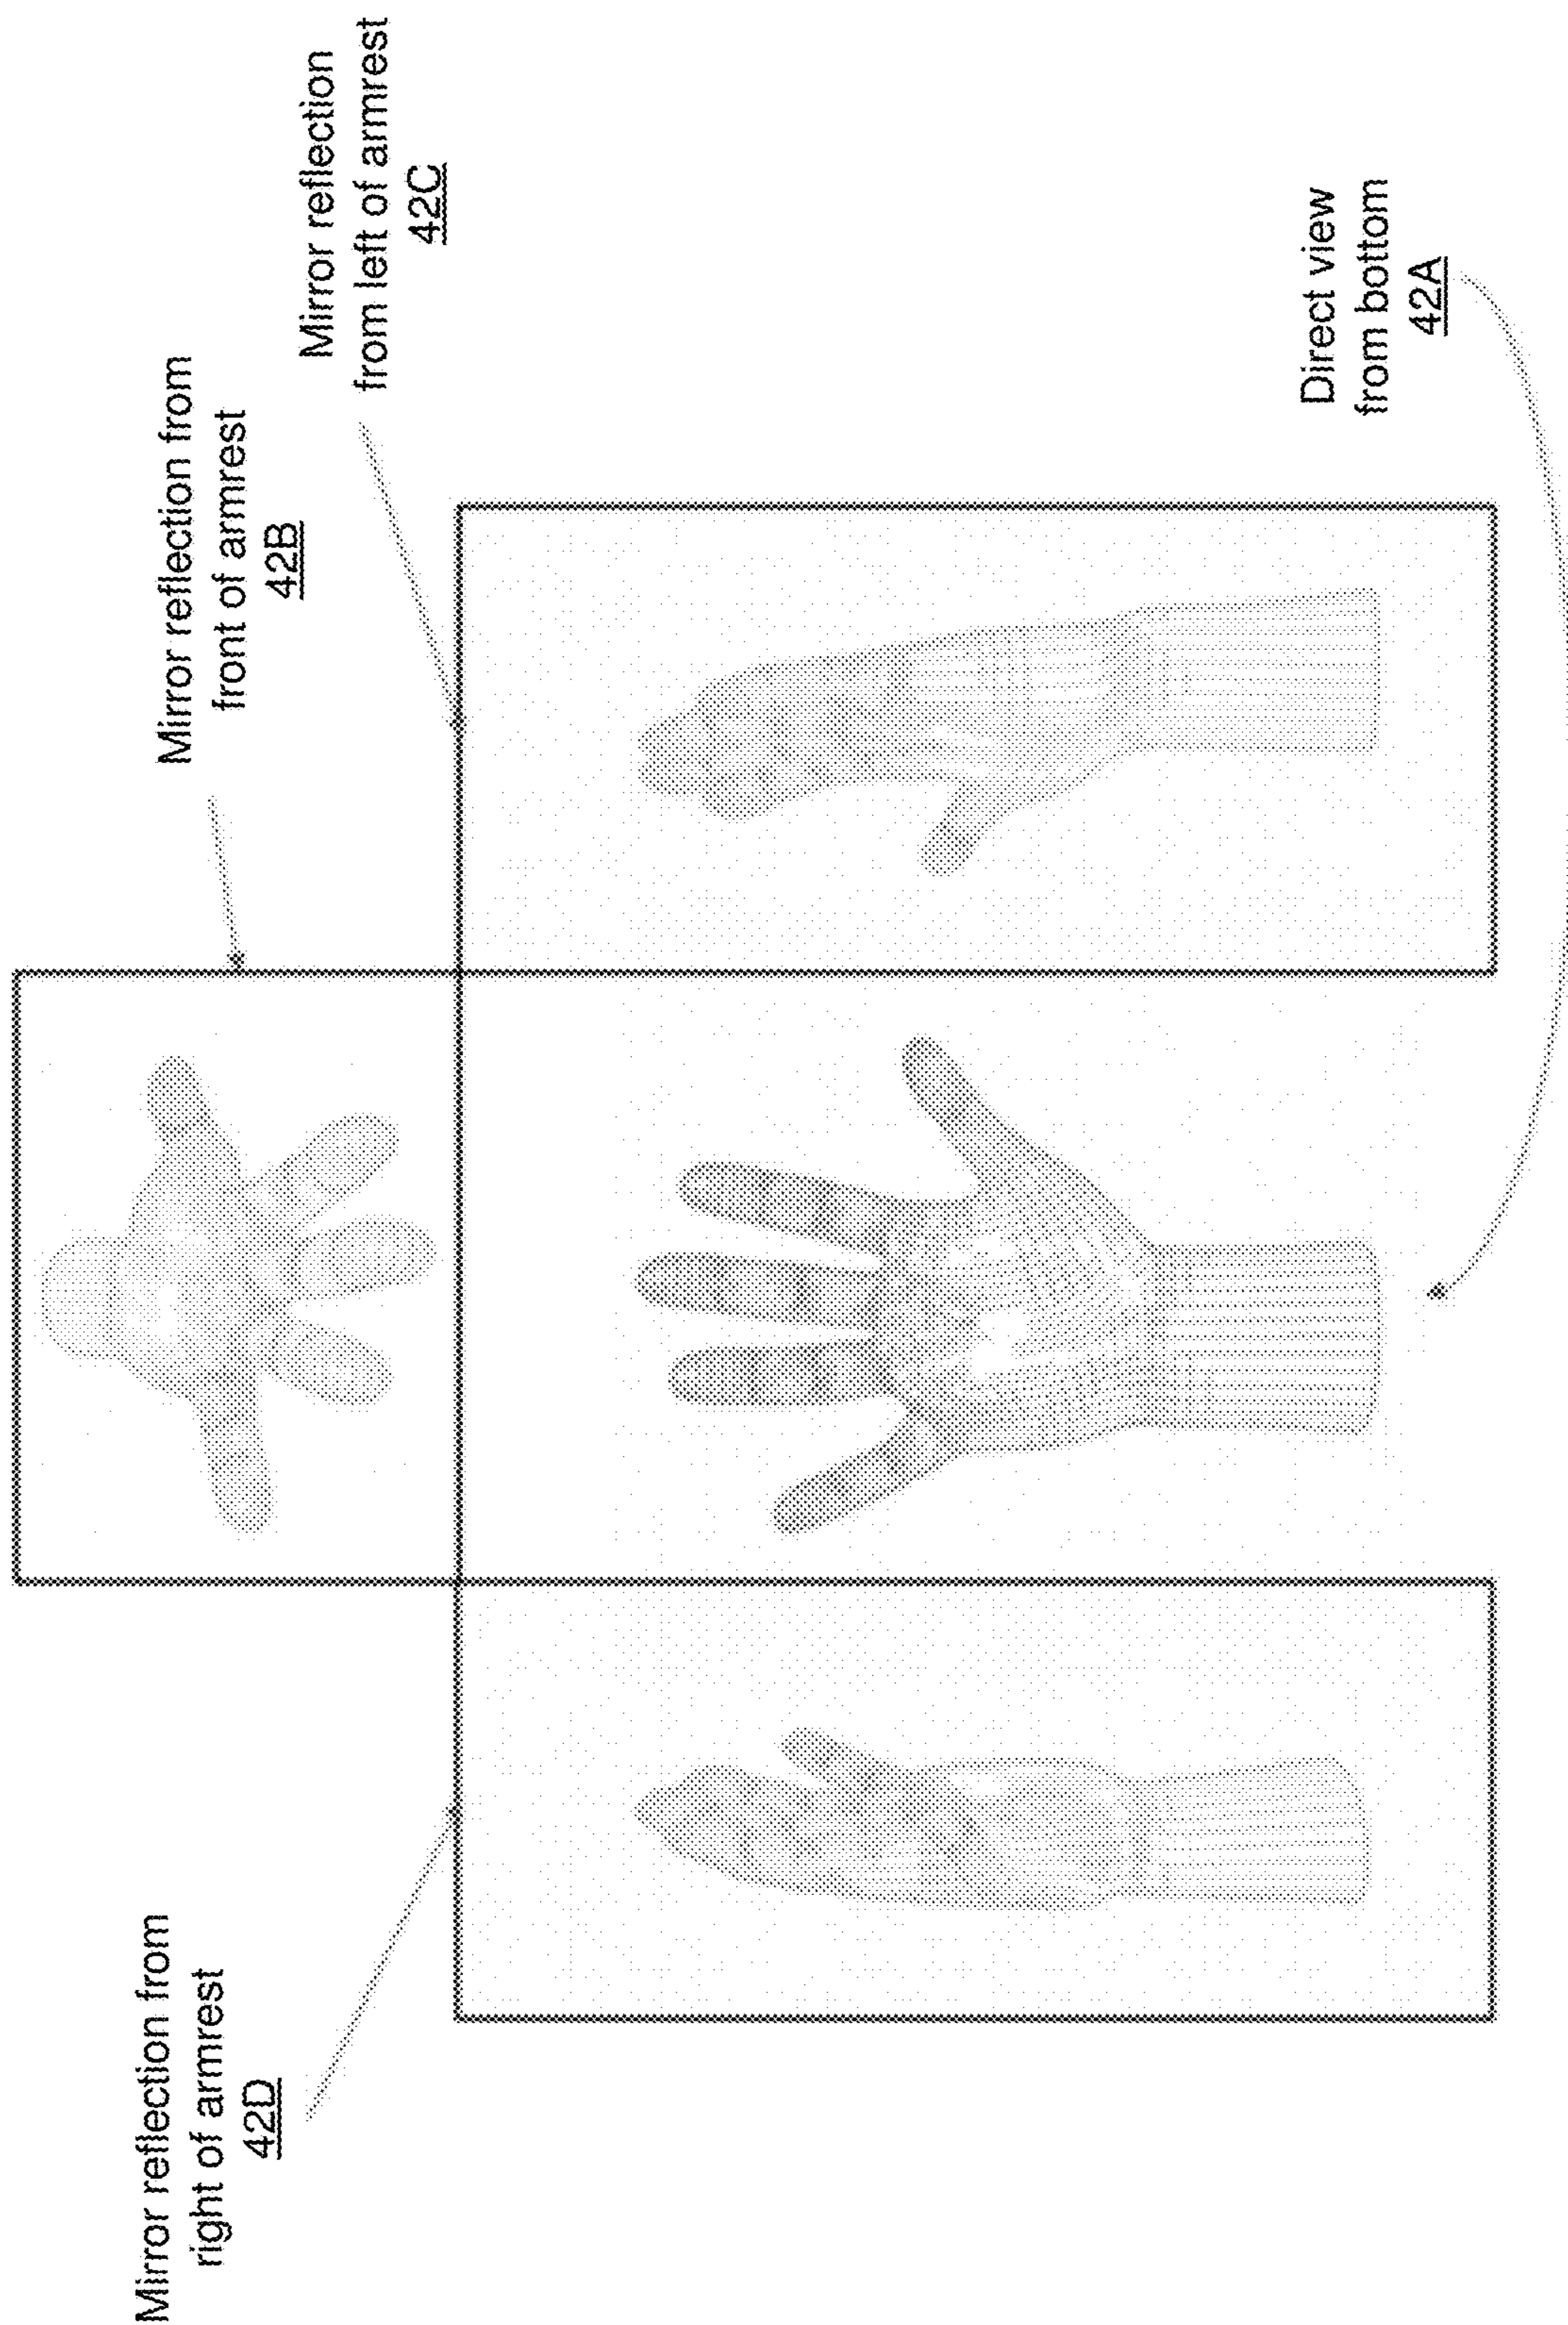 Mirror reflection from
right of armrest
42D
Mirror reflection from
front of armrest
42B
Mirror reflection
from left of armrest
42C
Direct view
from bottom
42A